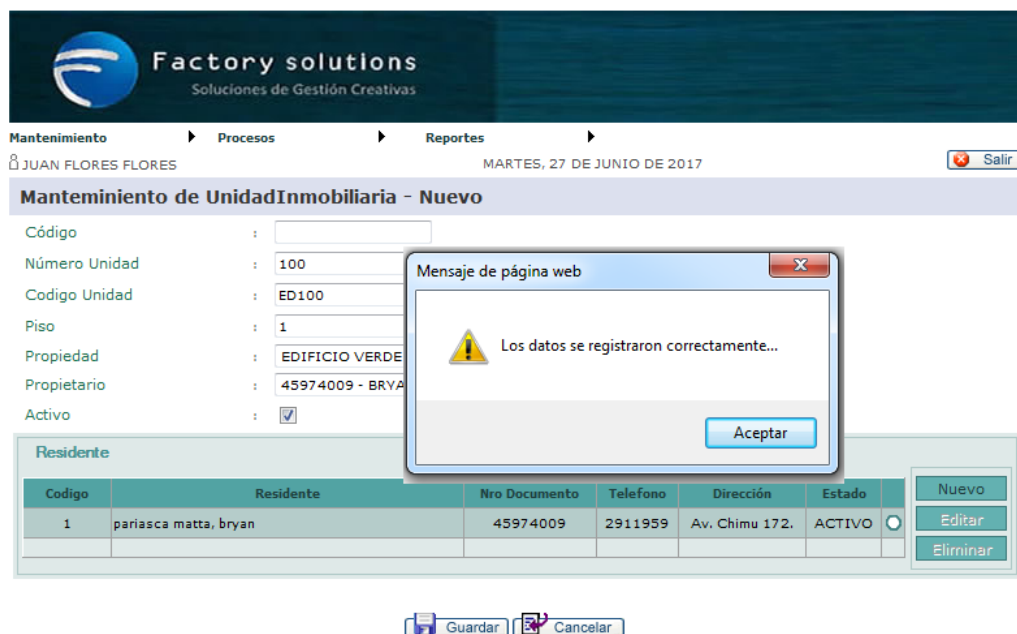 Factory solutions
Soluciones de Gestión Creativas
Mantenimiento Procesos Reportes
JUAN FLORES FLORES MARTES, 27 DE JUNIO DE 2017 Salir
Manteminiento de UnidadInmobiliaria - Nuevo
Código :
Número Unidad : 100
Codigo Unidad : ED100
Piso : 1
Propiedad : EDIFICIO VERDE
Propietario : 45974009 - BRYA
Activo :
Mensaje de página web
Los datos se registraron correctamente...
Aceptar
Residente
Codigo Residente Nro Documento Telefono Dirección Estado
1 pariasca matta, bryan 45974009 2911959 Av. Chimu 172. ACTIVO
Nuevo
Editar
Eliminar
Guardar Cancelar